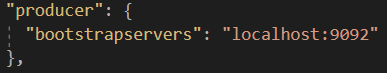 "producer": {
"bootstrapservers": "localhost:9092"
},